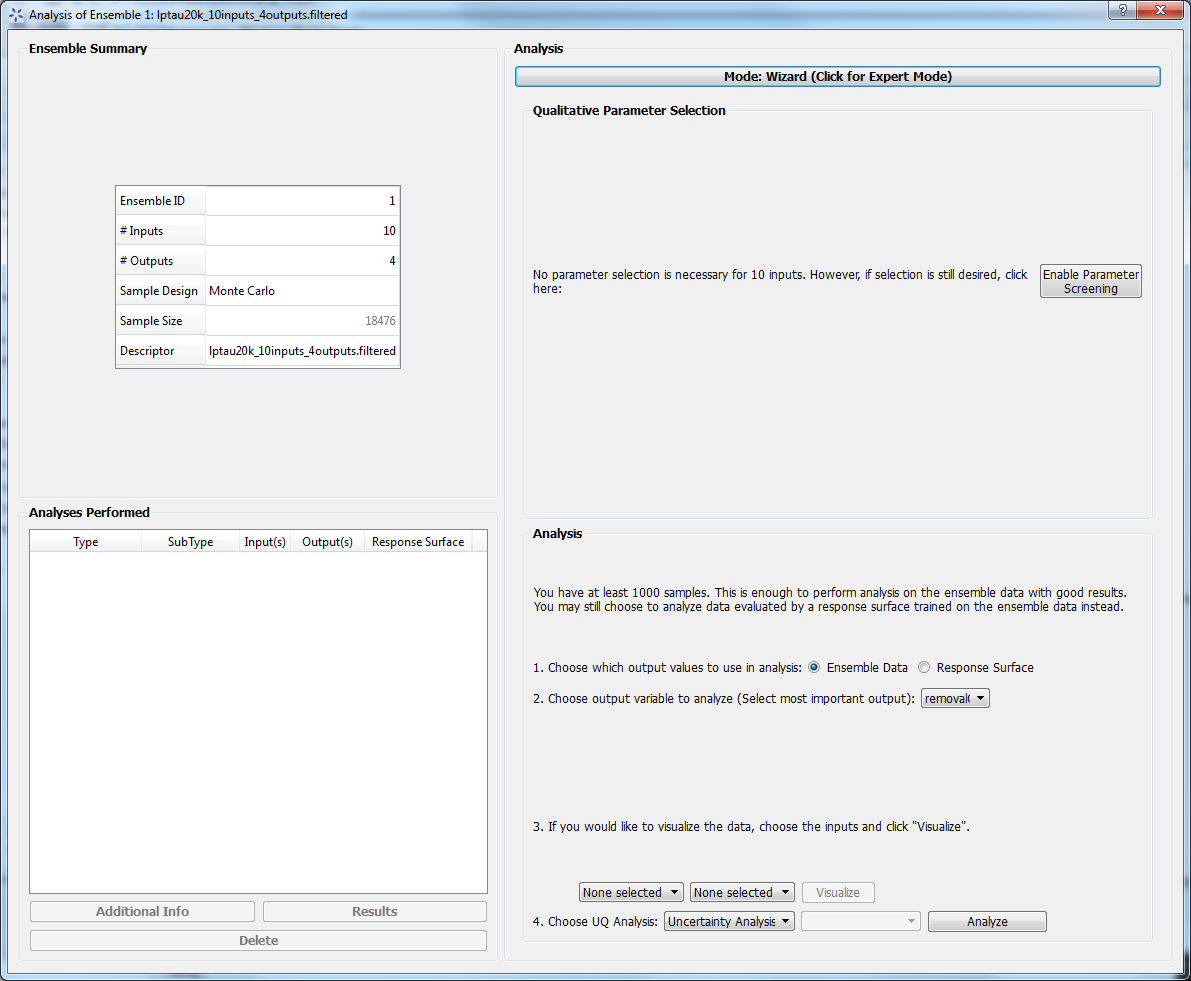 Analysis of Ensemble 1: lptau20k_10inputs_4outputs.filtered
?
Ensemble Summary
Ensemble ID 1
# Inputs 10
# Outputs 4
Sample Design Monte Carlo
Sample Size 18476
Descriptor lptau20k_10inputs_4outputs.filtered
Analyses Performed
Type SubType Input(s) Output(s) Response Surface
Additional Info Results
Delete
Analysis
Mode: Wizard (Click for Expert Mode)
Qualitative Parameter Selection
No parameter selection is necessary for 10 inputs. However, if selection is still desired, click
here:
Enable Parameter
Screening
Analysis
You have at least 1000 samples. This is enough to perform analysis on the ensemble data with good results.
You may still choose to analyze data evaluated by a response surface trained on the ensemble data instead.
1. Choose which output values to use in analysis: Ensemble Data Response Surface
2. Choose output variable to analyze (Select most important output):
3. If you would like to visualize the data, choose the inputs and click "Visualize".
None selected None selected Visualize
4. Choose UQ Analysis: Uncertainty Analysis Analyze